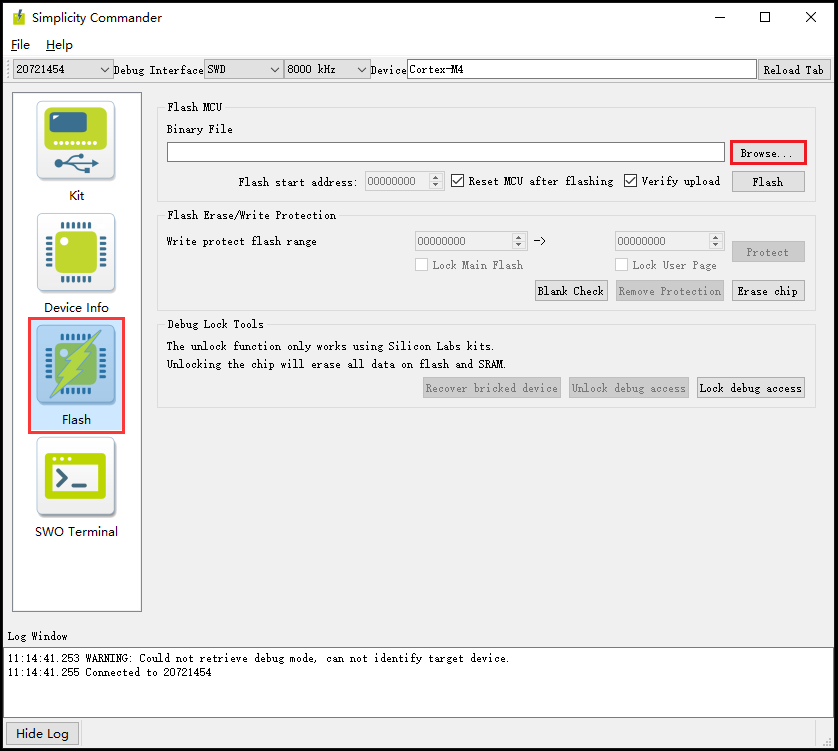 Simplicity Commander
File Help
20721454 Debug Interface SWD 8000 kHz Device Cortex-M4 Reload Tab
Kit
Device Info
Flash
SWO Terminal
Flash MCU
Binary File
Browse...
Flash start address: 00000000 Reset MCU after flashing Verify upload Flash
Flash Erase/Write Protection
Write protect flash range 00000000 -> 00000000 Protect
Lock Main Flash Lock User Page
Blank Check Remove Protection Erase chip
Debug Lock Tools
The unlock function only works using Silicon Labs kits.
Unlocking the chip will erase all data on flash and SRAM.
Recover bricked device Unlock debug access Lock debug access
Log Window
11:14:41.253 WARNING: Could not retrieve debug mode, can not identify target device.
11:14:41.255 Connected to 20721454
Hide Log